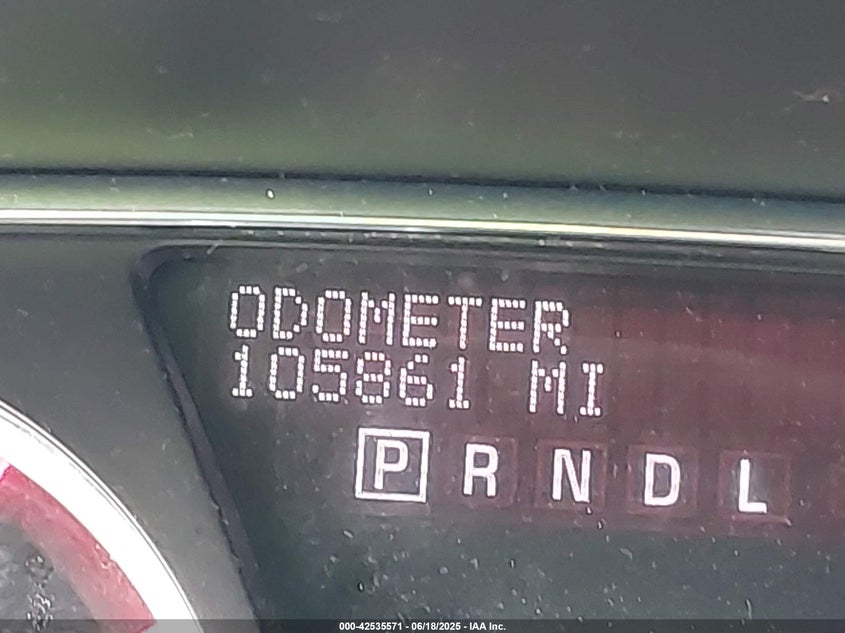 ODOMETER
105861 MI
P R N D L
000-42535571 - 06/18/2025 - IAA Inc.